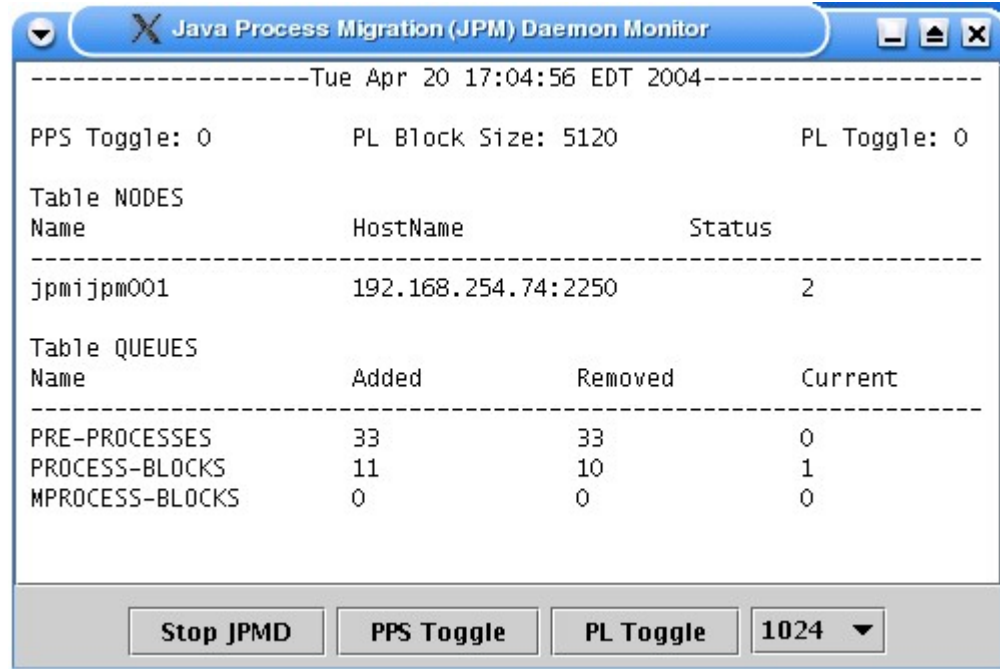 Java Process Migration (JPM) Daemon Monitor
--------------------Tue Apr 20 17:04:56 EDT 2004--------------------
PPS Toggle: 0 PL Block Size: 5120 PL Toggle: 0
Table NODES
Name HostName Status
--------------------------------------------------------------------
jpmijpm001 192.168.254.74:2250 2
Table QUEUES
Name Added Removed Current
--------------------------------------------------------------------
PRE-PROCESSES 33 33 0
PROCESS-BLOCKS 11 10 1
MPROCESS-BLOCKS 0 0 0
Stop JPMD PPS Toggle PL Toggle 1024